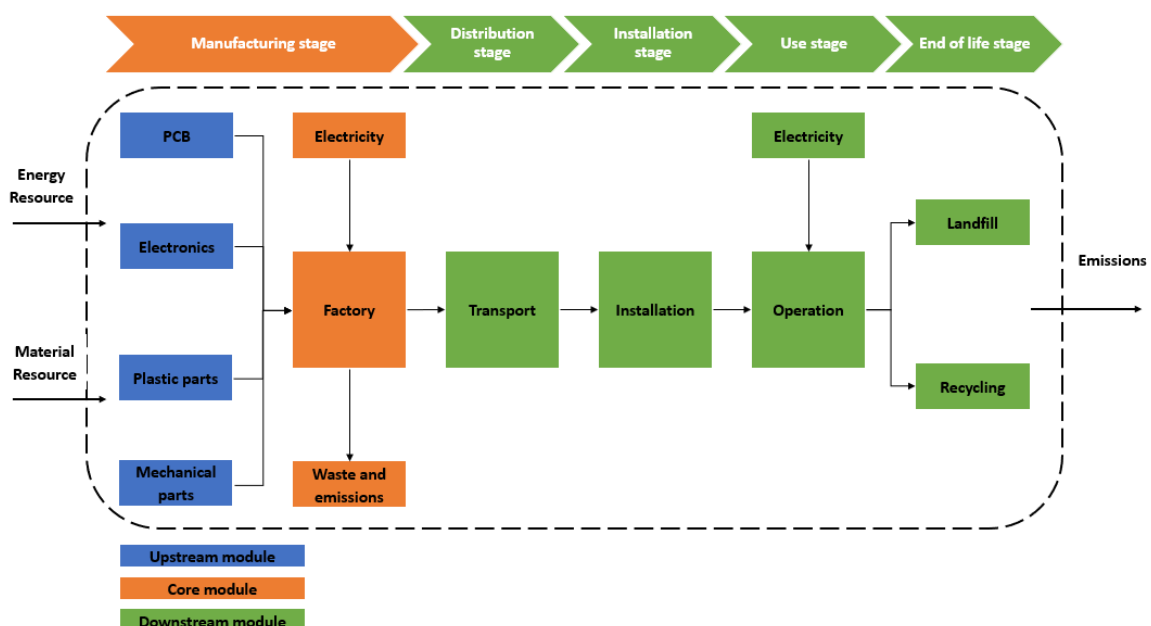 Manufacturing stage
Distribution
stage
Installation
stage
Use stage
End of life stage
PCB
Electricity
Electricity
Energy
Resource
Landfill
Electronics
Emissions
Factory
Transport
Installation
Operation
Material
Resource
Plastic parts
Recycling
Mechanical
parts
Waste and
emissions
Upstream module
Core module
Downstream module